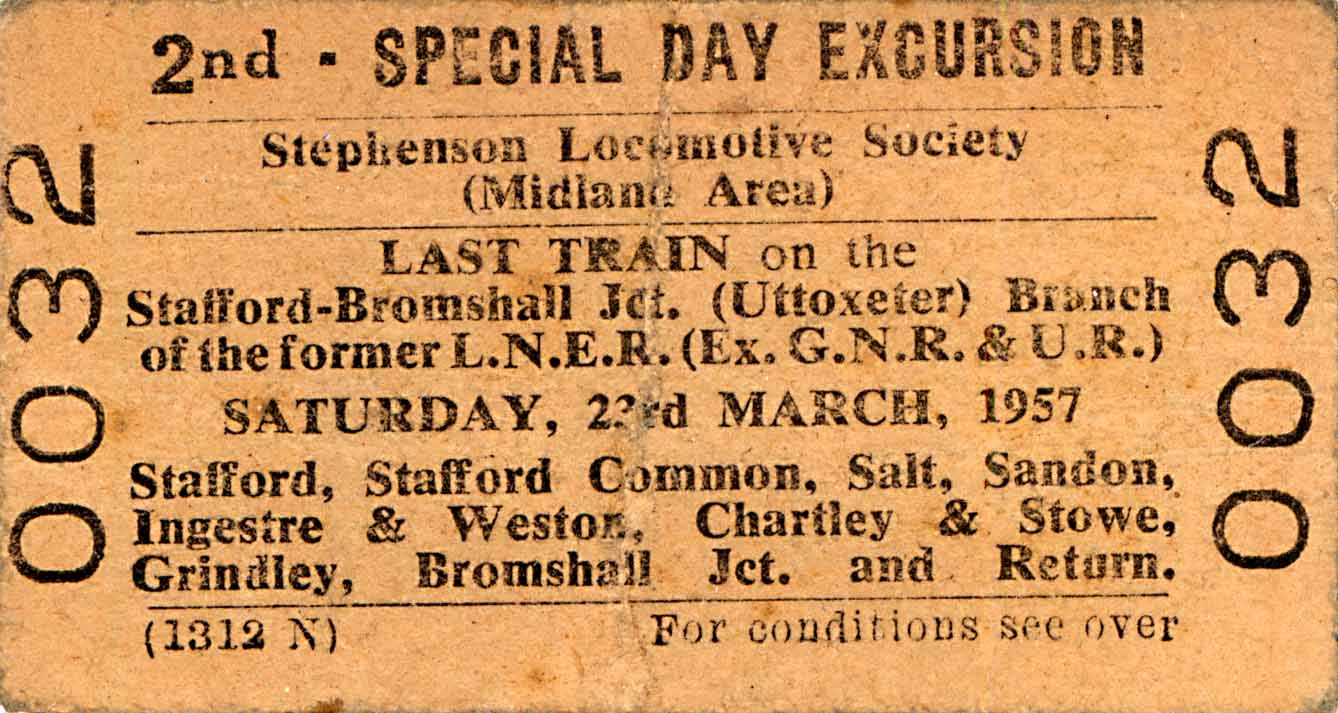 2nd · SPECIAL DAY EXCURSION
Stephenson Locomotive Society
(Midland Area)
LAST TRAIN on the
Stafford-Bromshall Jct. (Uttoxeter) Branch
of the former L.N.E.R. (Ex. G.N.R. & U.R.)
SATURDAY, 23rd MARCH, 1957
Stafford, Stafford Common, Salt, Sandon,
Ingestre & Weston, Chartley & Stowe,
Grindley, Bromshall Jct. and Return.
(1312 N) For conditions see over
0032
0032